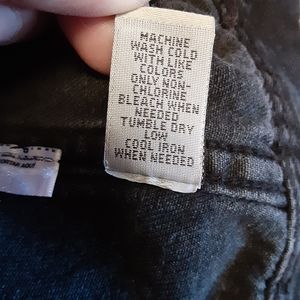 MACHINE
WASH COLD
WITH LIKE
COLORS
ONLY NON-
CHLORINE
BLEACH WHEN
NEEDED
TUMBLE DRY
LOW
COOL IRON
WHEN NEEDED